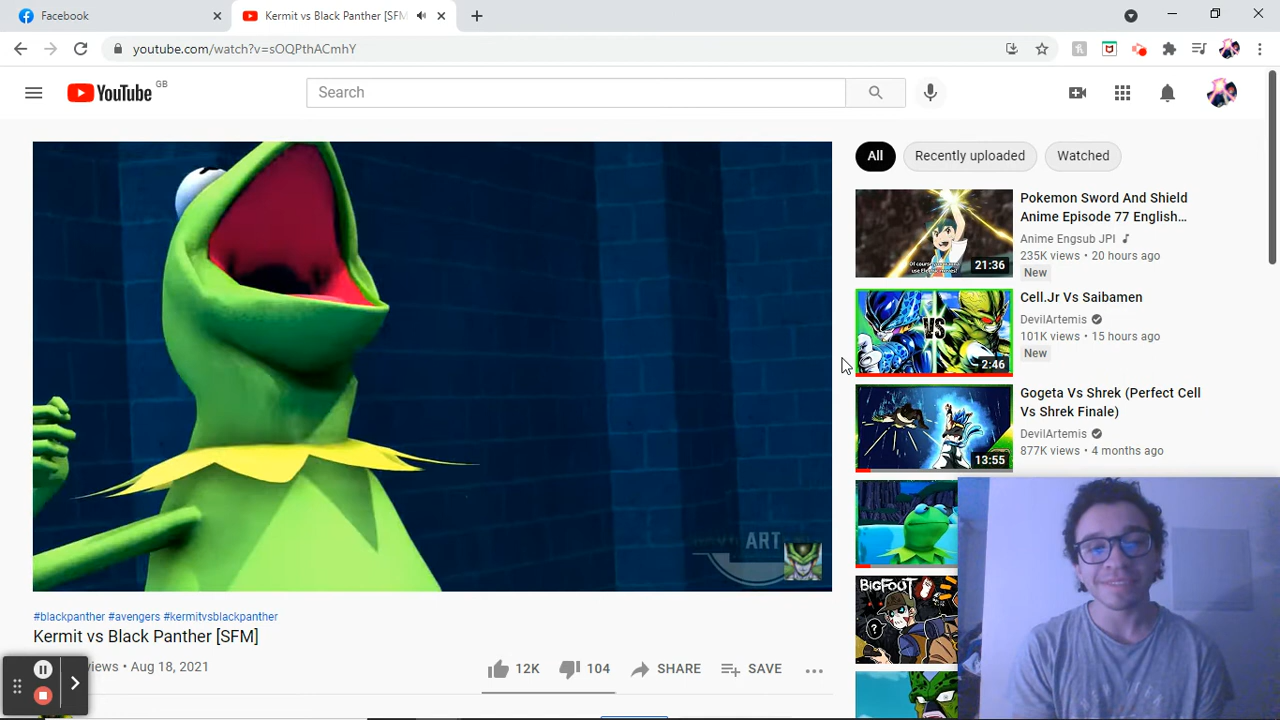 Facebook
Kermit vs Black Panther [SFM]
youtube.com/watch?v=sOQPthACmhY
YouTube GB
Search
All
Recently uploaded
Watched
Pokemon Sword And Shield
Anime Episode 77 English...
Anime Engsub JPI
235K views • 20 hours ago
New
21:36
Cell.Jr Vs Saibamen
DevilArtemis
101K views • 15 hours ago
New
VS
2:46
Gogeta Vs Shrek (Perfect Cell
Vs Shrek Finale)
DevilArtemis
877K views • 4 months ago
13:55
BIGFOOT
?
ART
#blackpanther #avengers #kermitvsblackpanther
Kermit vs Black Panther [SFM]
views • Aug 18, 2021
12K
104
SHARE
SAVE